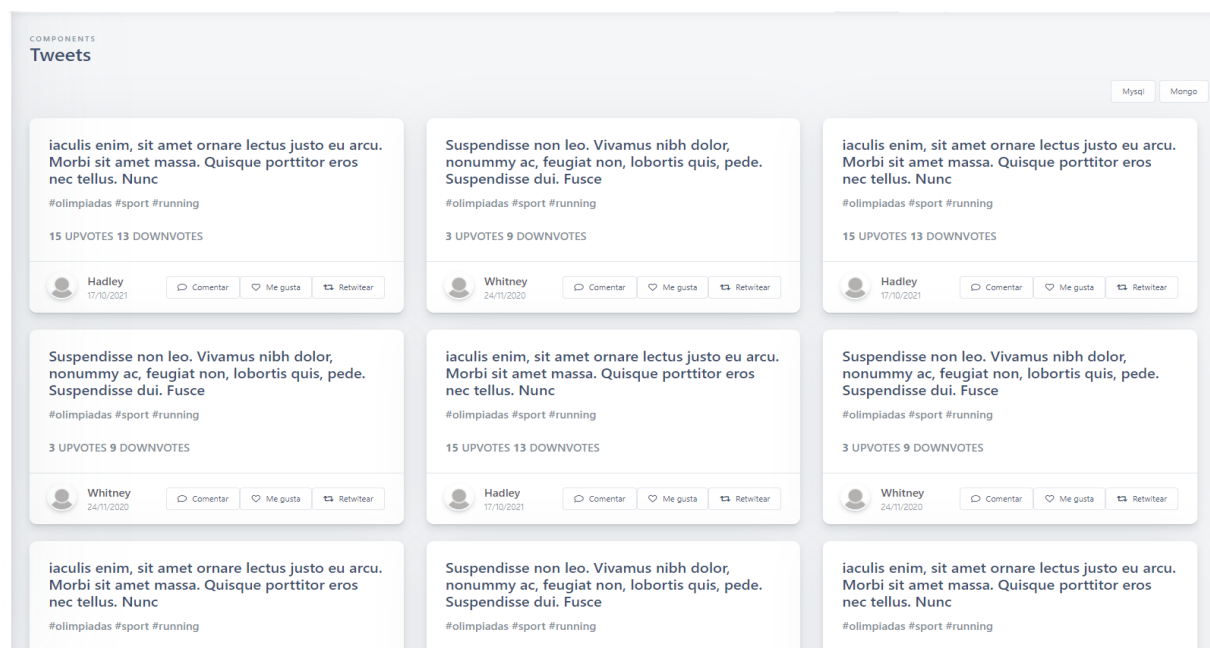 COMPONENTS
Tweets
Mysql Mongo
iaculis enim, sit amet ornare lectus justo eu arcu.
Morbi sit amet massa. Quisque porttitor eros
nec tellus. Nunc
#olimpiadas #sport #running
15 UPVOTES 13 DOWNVOTES
Hadley
17/10/2021
Comentar Me gusta Retwitear
Suspendisse non leo. Vivamus nibh dolor,
nonummy ac, feugiat non, lobortis quis, pede.
Suspendisse dui. Fusce
#olimpiadas #sport #running
3 UPVOTES 9 DOWNVOTES
Whitney
24/11/2020
Comentar Me gusta Retwitear
iaculis enim, sit amet ornare lectus justo eu arcu.
Morbi sit amet massa. Quisque porttitor eros
nec tellus. Nunc
#olimpiadas #sport #running
15 UPVOTES 13 DOWNVOTES
Hadley
17/10/2021
Comentar Me gusta Retwitear
Suspendisse non leo. Vivamus nibh dolor,
nonummy ac, feugiat non, lobortis quis, pede.
Suspendisse dui. Fusce
#olimpiadas #sport #running
3 UPVOTES 9 DOWNVOTES
Whitney
24/11/2020
Comentar Me gusta Retwitear
iaculis enim, sit amet ornare lectus justo eu arcu.
Morbi sit amet massa. Quisque porttitor eros
nec tellus. Nunc
#olimpiadas #sport #running
15 UPVOTES 13 DOWNVOTES
Hadley
17/10/2021
Comentar Me gusta Retwitear
Suspendisse non leo. Vivamus nibh dolor,
nonummy ac, feugiat non, lobortis quis, pede.
Suspendisse dui. Fusce
#olimpiadas #sport #running
3 UPVOTES 9 DOWNVOTES
Whitney
24/11/2020
Comentar Me gusta Retwitear
iaculis enim, sit amet ornare lectus justo eu arcu.
Morbi sit amet massa. Quisque porttitor eros
nec tellus. Nunc
#olimpiadas #sport #running
Suspendisse non leo. Vivamus nibh dolor,
nonummy ac, feugiat non, lobortis quis, pede.
Suspendisse dui. Fusce
#olimpiadas #sport #running
iaculis enim, sit amet ornare lectus justo eu arcu.
Morbi sit amet massa. Quisque porttitor eros
nec tellus. Nunc
#olimpiadas #sport #running